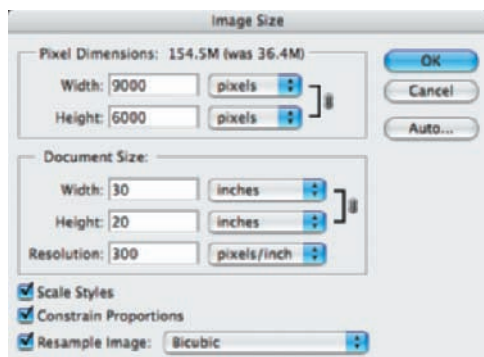 Image Size
Pixel Dimensions: 154.5M (was 36.4M)
OK
Width: 9000 pixels
Cancel
Height: 6000 pixels
Auto...
Document Size:
Width: 30 inches
Height: 20 inches
Resolution: 300 pixels/inch
Scale Styles
Constrain Proportions
Resample Image: Bicubic